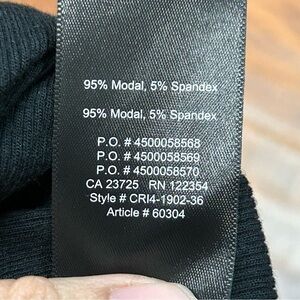 95% Modal, 5% Spandex
95% Modal, 5% Spandex
P.O. # 4500058568
P.O. # 4500058569
P.O. # 4500058570
CA 23725 RN 122354
Style # CRI4-1902-36
Article # 60304